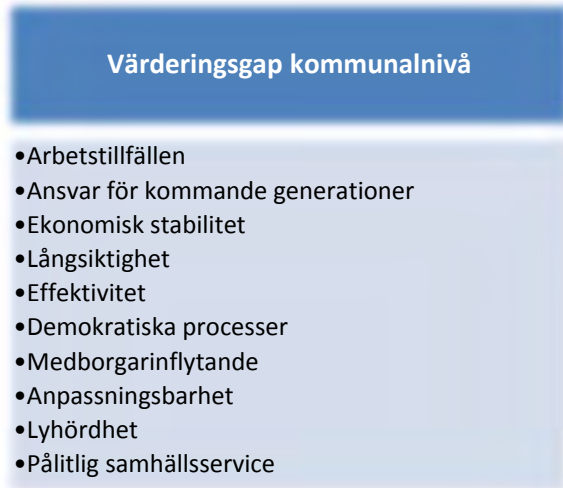 Värderingsgap kommunalnivå
•Arbetstillfällen
•Ansvar för kommande generationer
•Ekonomisk stabilitet
•Långsiktighet
•Effektivitet
•Demokratiska processer
•Medborgarinflytande
•Anpassningsbarhet
•Lyhördhet
•Pålitlig samhällsservice